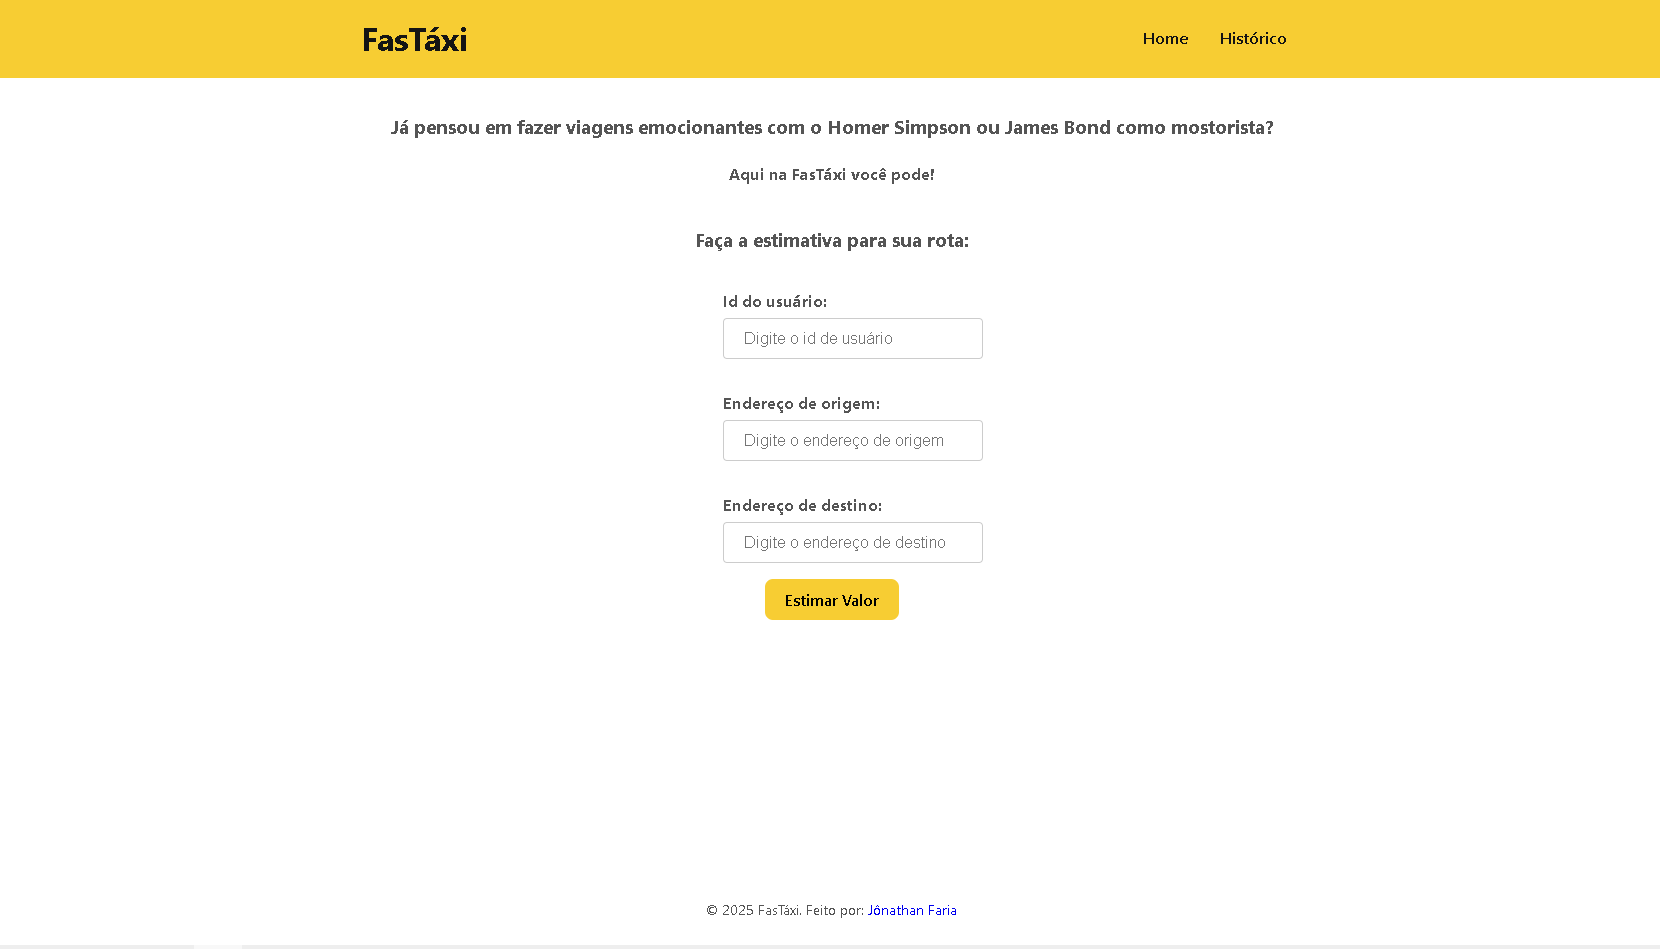 FasTáxi
Home Histórico
Já pensou em fazer viagens emocionantes com o Homer Simpson ou James Bond como mostorista?
Aqui na FasTáxi você pode!
Faça a estimativa para sua rota:
Id do usuário:
Digite o id de usuário
Endereço de origem:
Digite o endereço de origem
Endereço de destino:
Digite o endereço de destino
Estimar Valor
© 2025 FasTáxi. Feito por: Jônathan Faria